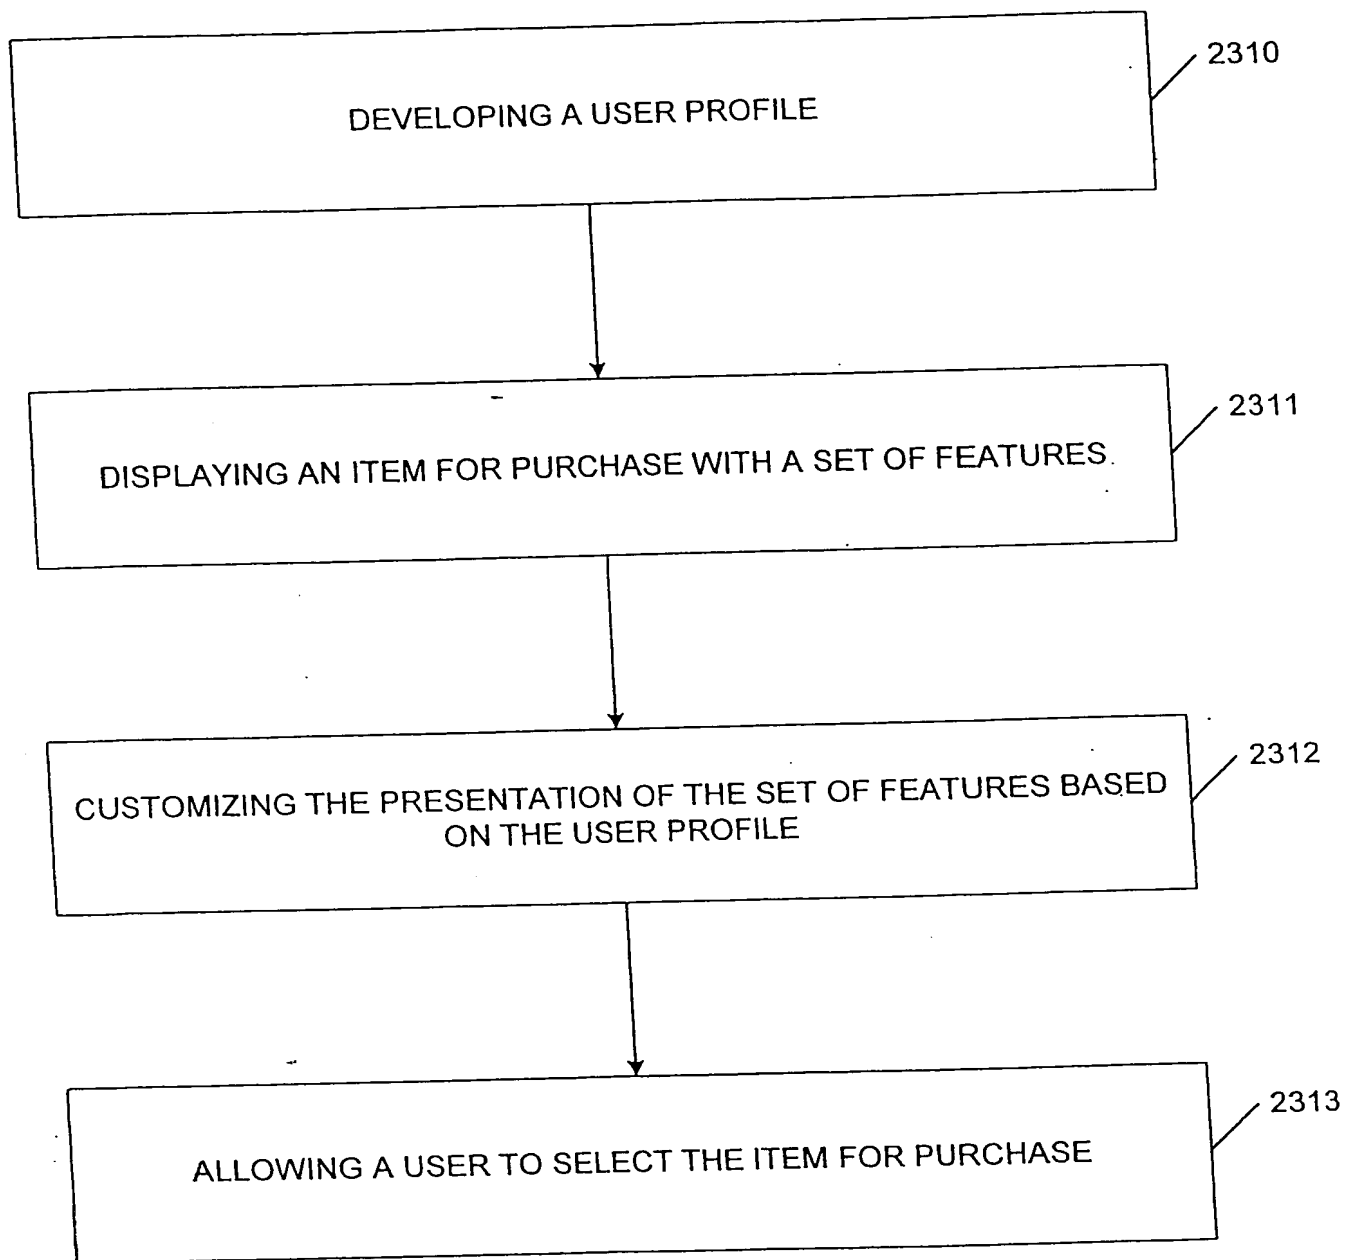 2310
DEVELOPING A USER PROFILE
2311
DISPLAYING AN ITEM FOR PURCHASE WITH A SET OF FEATURES
2312
CUSTOMIZING THE PRESENTATION OF THE SET OF FEATURES BASED
ON THE USER PROFILE
2313
ALLOWING A USER TO SELECT THE ITEM FOR PURCHASE